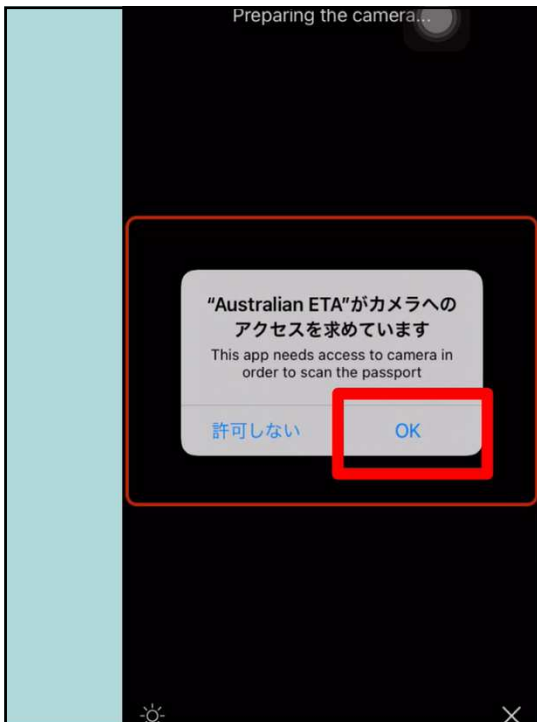 Preparing the camera...
“Australian ETA”がカメラへの
アクセスを求めています
This app needs access to camera in
order to scan the passport
許可しない
OK